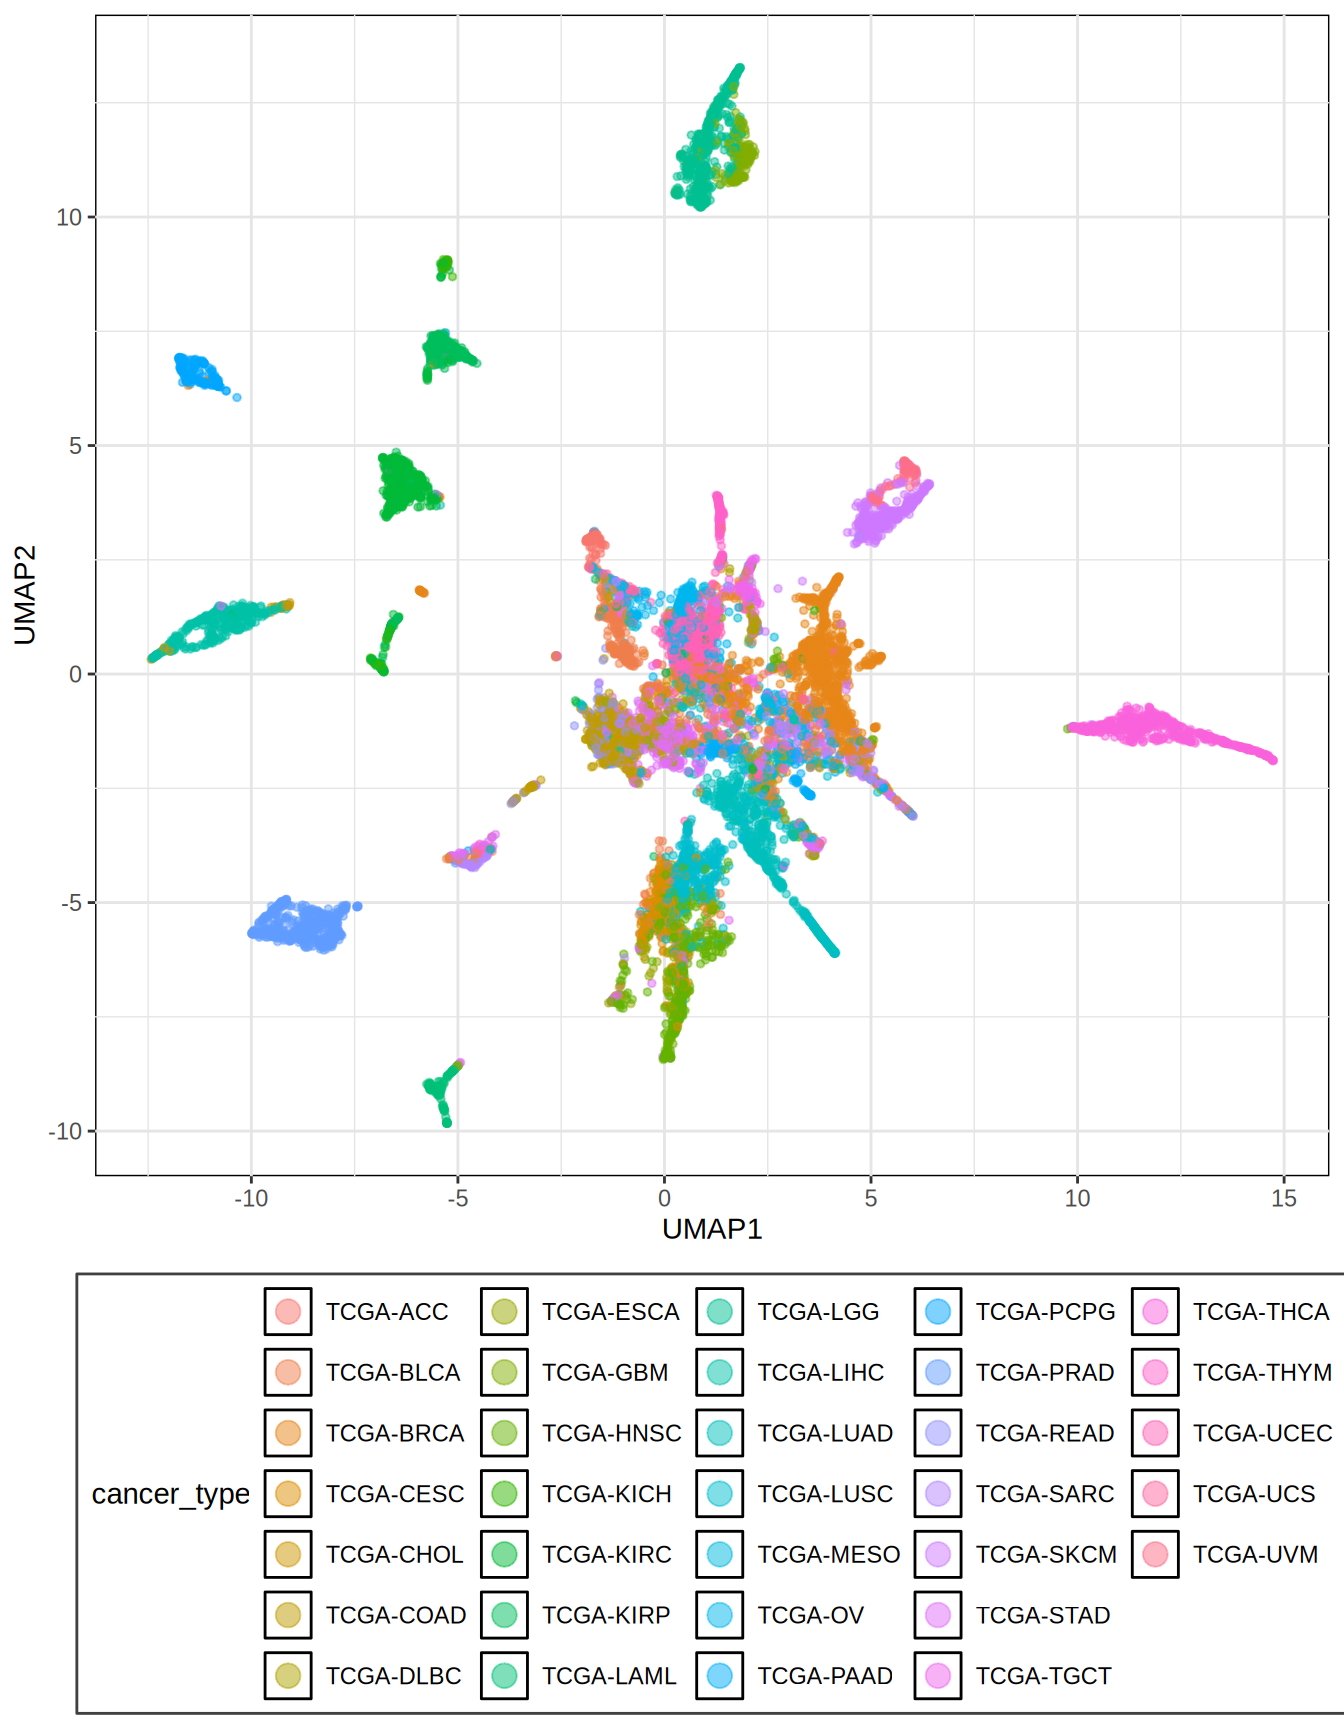 10
5
0
-5
-10
UMAP2
-10 -5 0 5 10 15
UMAP1
cancer_type
TCGA-ACC TCGA-ESCA TCGA-LGG TCGA-PCPG TCGA-THCA
TCGA-BLCA TCGA-GBM TCGA-LIHC TCGA-PRAD TCGA-THYM
TCGA-BRCA TCGA-HNSC TCGA-LUAD TCGA-READ TCGA-UCEC
TCGA-CESC TCGA-KICH TCGA-LUSC TCGA-SARC TCGA-UCS
TCGA-CHOL TCGA-KIRC TCGA-MESO TCGA-SKCM TCGA-UVM
TCGA-COAD TCGA-KIRP TCGA-OV TCGA-STAD
TCGA-DLBC TCGA-LAML TCGA-PAAD TCGA-TGCT